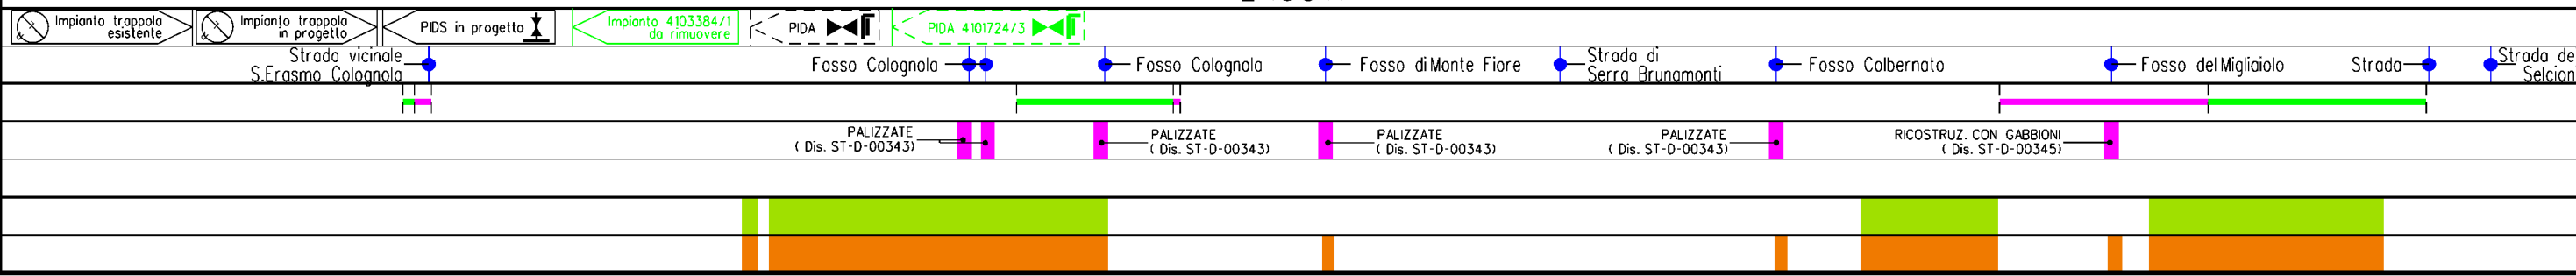 Impianto trappola
esistente
Impianto trappola
in progetto
PIDS in progetto
Impianto 4103384/1
da rimuovere
PIDA
PIDA 4101724/3
Strada vicinale
S.Erasmo Colognola
Fosso Colognola
Fosso Colognola
Fosso di Monte Fiore
Strada di
Serra Brunamonti
Fosso Colbernato
Fosso del Migliaiolo
Strada
Strada de
Selcion
PALIZZATE
( Dis. ST-D-00343)
PALIZZATE
( Dis. ST-D-00343)
PALIZZATE
( Dis. ST-D-00343)
PALIZZATE
( Dis. ST-D-00343)
RICOSTRUZ. CON GABBIONI
( Dis. ST-D-00345)